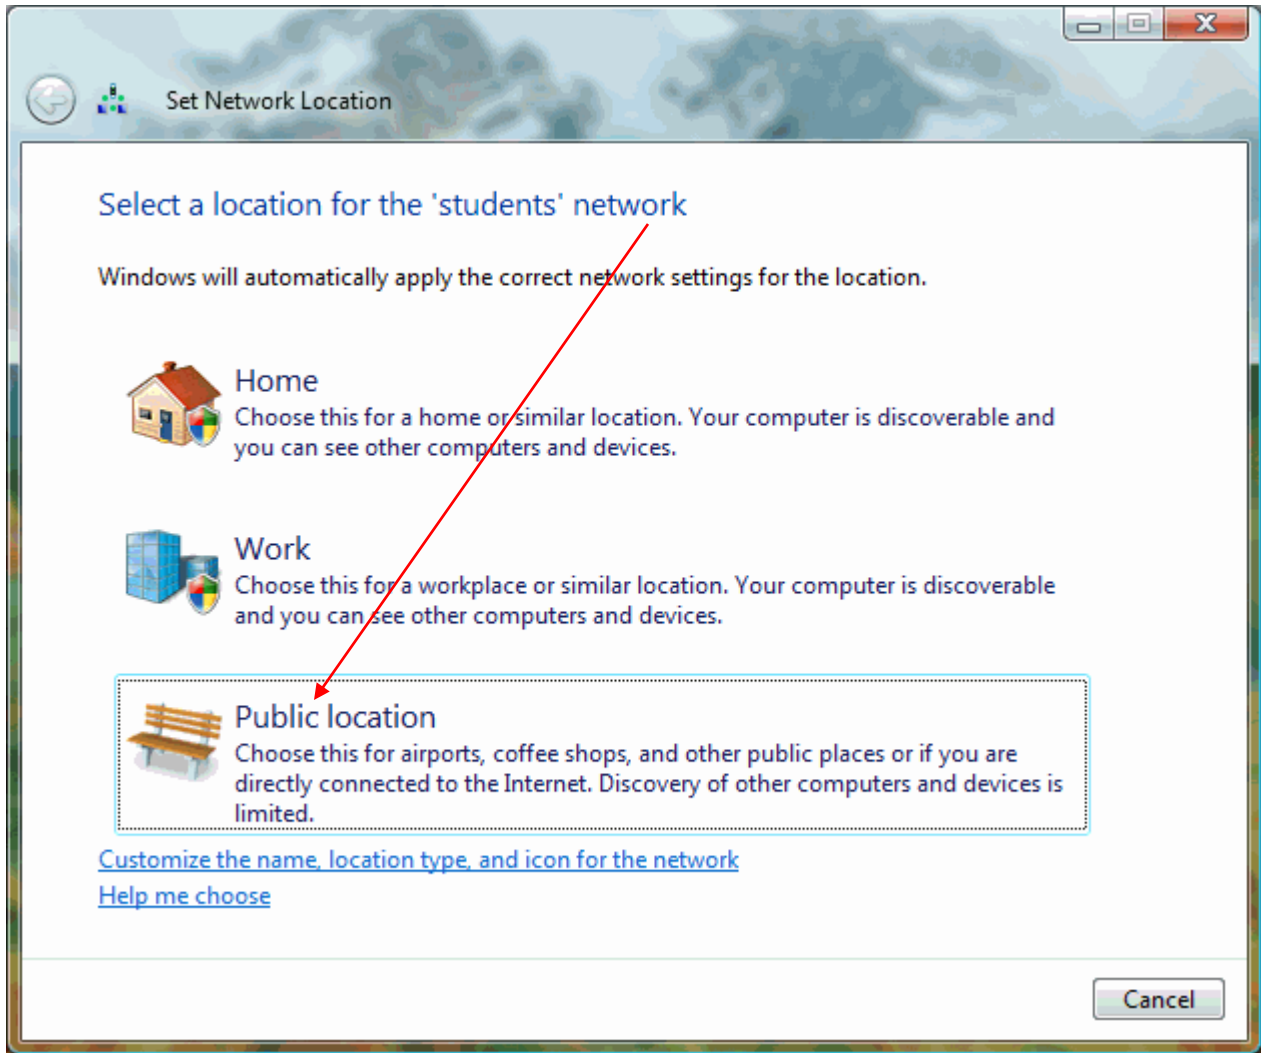 Set Network Location
Select a location for the 'students' network
Windows will automatically apply the correct network settings for the location.
Home
Choose this for a home or similar location. Your computer is discoverable and
you can see other computers and devices.
Work
Choose this for a workplace or similar location. Your computer is discoverable
and you can see other computers and devices.
Public location
Choose this for airports, coffee shops, and other public places or if you are
directly connected to the Internet. Discovery of other computers and devices is
limited.
Customize the name, location type, and icon for the network
Help me choose
Cancel